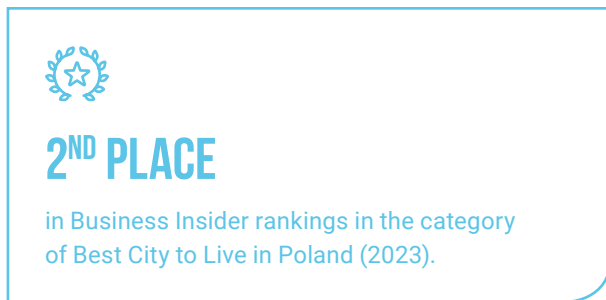 2ND PLACE
in Business Insider rankings in the category
of Best City to Live in Poland (2023).